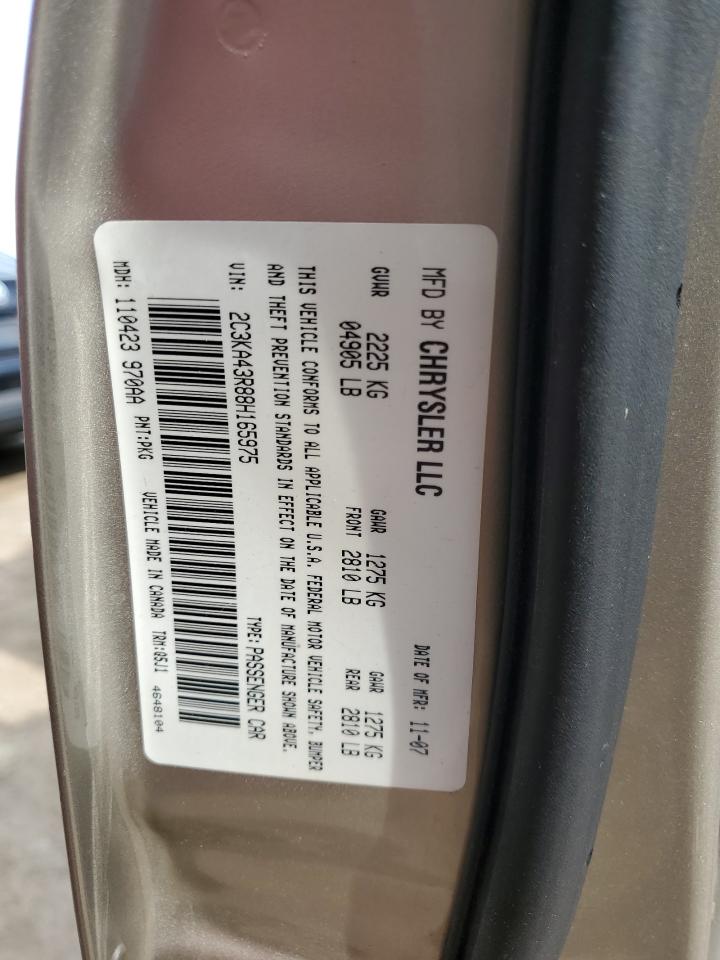 MFD BY CHRYSLER LLC DATE OF MFR: 11-07
GVWR 2225 KG GAWR 1275 KG GAWR 1275 KG
04905 LB FRONT 2810 LB REAR 2810 LB
THIS VEHICLE CONFORMS TO ALL APPLICABLE U.S.A. FEDERAL MOTOR VEHICLE SAFETY, BUMPER
AND THEFT PREVENTION STANDARDS IN EFFECT ON THE DATE OF MANUFACTURE SHOWN ABOVE.
VIN: 2C3KA43R88H165975 TYPE: PASSENGER CAR
MDH: 110423 970AA PNT:PKG VEHICLE MADE IN CANADA TRM:Q5J1 4648104